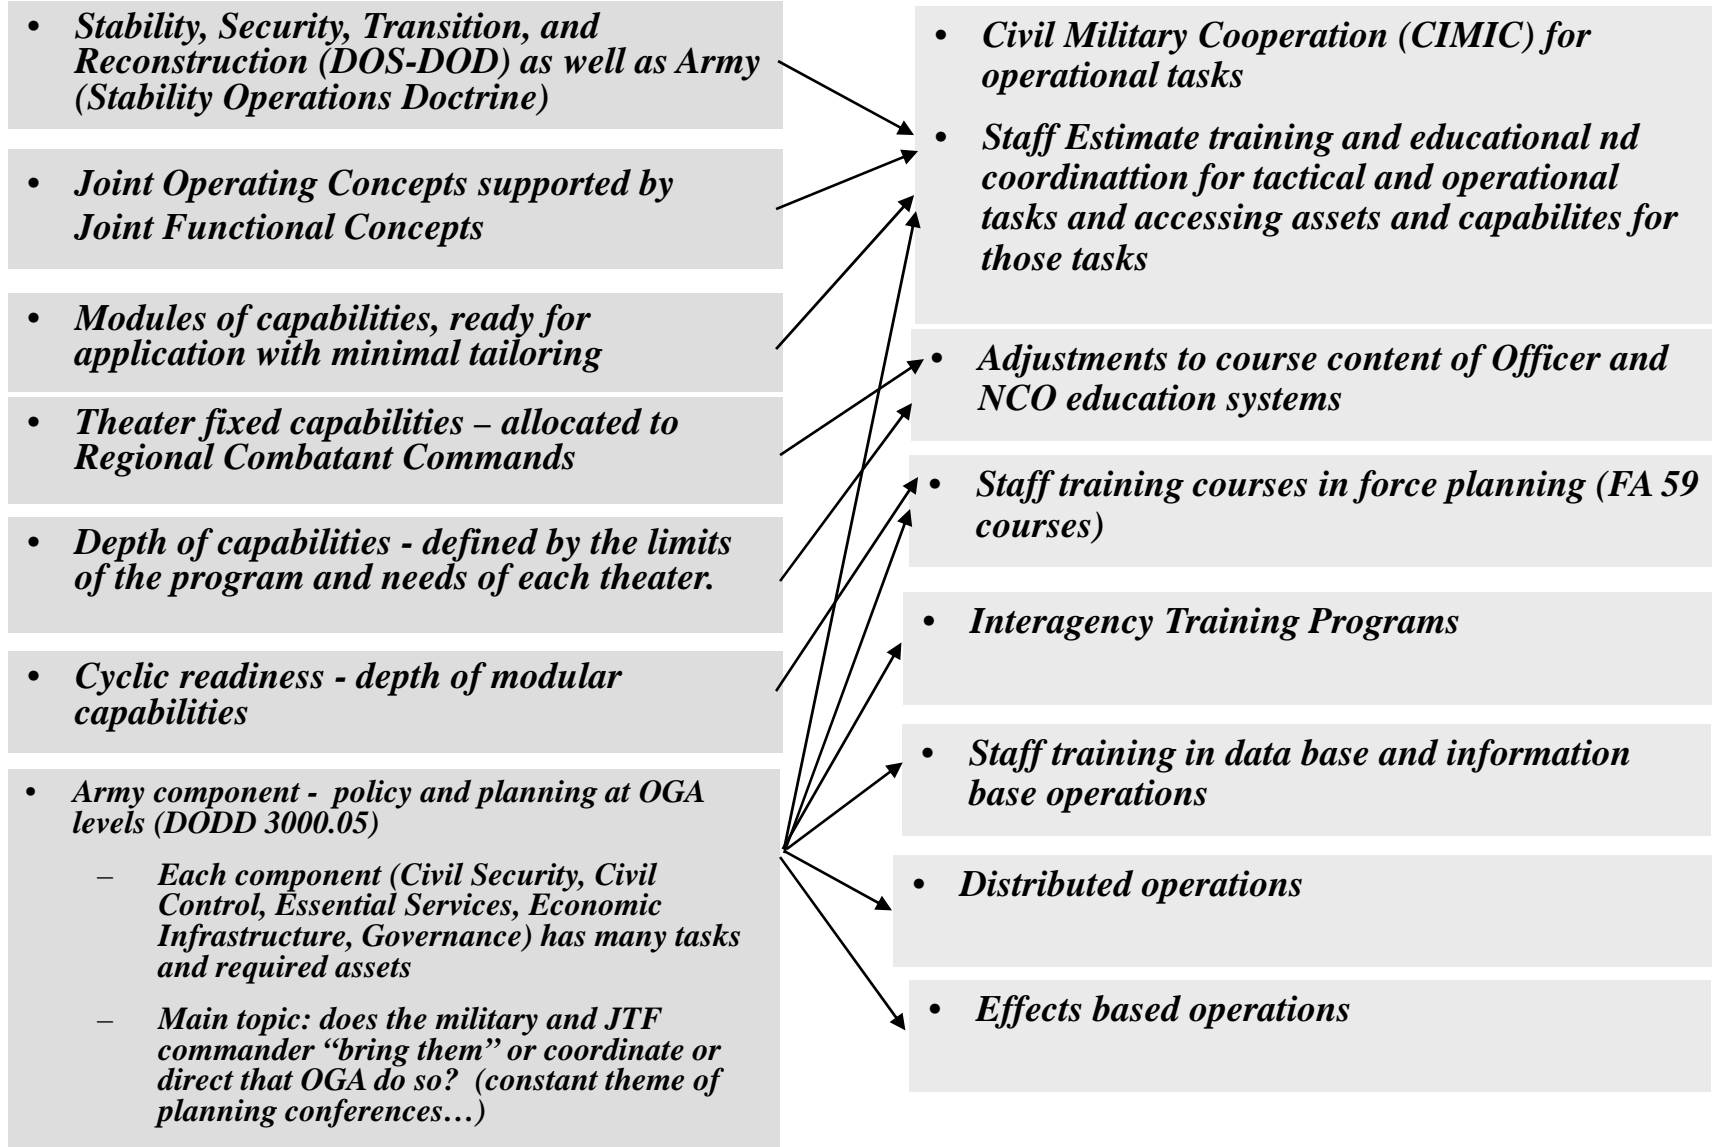 • Stability, Security, Transition, and
Reconstruction (DOS-DOD) as well as Army
(Stability Operations Doctrine)
• Joint Operating Concepts supported by
Joint Functional Concepts
• Modules of capabilities, ready for
application with minimal tailoring
• Theater fixed capabilities – allocated to
Regional Combatant Commands
• Depth of capabilities - defined by the limits
of the program and needs of each theater.
• Cyclic readiness - depth of modular
capabilities
• Army component - policy and planning at OGA
levels (DODD 3000.05)
– Each component (Civil Security, Civil
Control, Essential Services, Economic
Infrastructure, Governance) has many tasks
and required assets
– Main topic: does the military and JTF
commander “bring them” or coordinate or
direct that OGA do so? (constant theme of
planning conferences…)
• Civil Military Cooperation (CIMIC) for
operational tasks
• Staff Estimate training and educational nd
coordinattion for tactical and operational
tasks and accessing assets and capabilites for
those tasks
• Adjustments to course content of Officer and
NCO education systems
• Staff training courses in force planning (FA 59
courses)
• Interagency Training Programs
• Staff training in data base and information
base operations
• Distributed operations
• Effects based operations